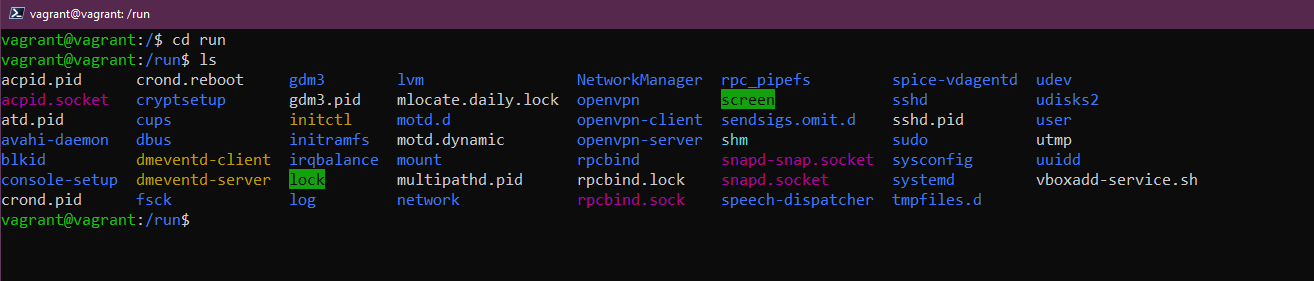 vagrant@vagrant: /run
vagrant@vagrant:/$ cd run
vagrant@vagrant:/run$ ls
acpid.pid crond.reboot gdm3 lvm NetworkManager rpc_pipefs spice-vdagentd udev
acpid.socket cryptsetup gdm3.pid mlocate.daily.lock openvpn screen sshd udisks2
atd.pid cups initctl motd.d openvpn-client sendsigs.omit.d sshd.pid user
avahi-daemon dbus initramfs motd.dynamic openvpn-server shm sudo utmp
blkid dmeventd-client irqbalance mount rpcbind snapd-snap.socket sysconfig uuidd
console-setup dmeventd-server lock multipathd.pid rpcbind.lock snapd.socket systemd vboxadd-service.sh
crond.pid fsck log network rpcbind.sock speech-dispatcher tmpfiles.d
vagrant@vagrant:/run$